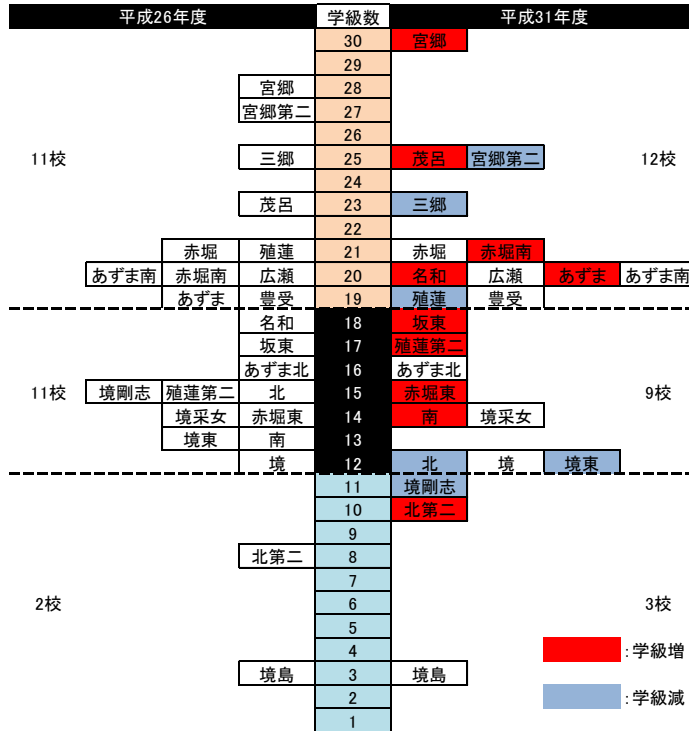 平成26年度 学級数 平成31年度
30 宮郷
29
宮郷 28
宮郷第二 27
26
11校 三郷 25 茂呂 宮郷第二 12校
24
茂呂 23 三郷
22
赤堀 殖蓮 21 赤堀 赤堀南
あずま南 赤堀南 広瀬 20 名和 広瀬 あずま あずま南
あずま 豊受 19 殖蓮 豊受
名和 18 坂東
坂東 17 殖蓮第二
あずま北 16 あずま北
11校 境剛志 殖蓮第二 北 15 赤堀東 9校
境采女 赤堀東 14 南 境采女
境東 南 13
境 12 北 境 境東
11 境剛志
10 北第二
9
北第二 8
7
2校 6 3校
5
4 :学級増
境島 3 境島
2 :学級減
1